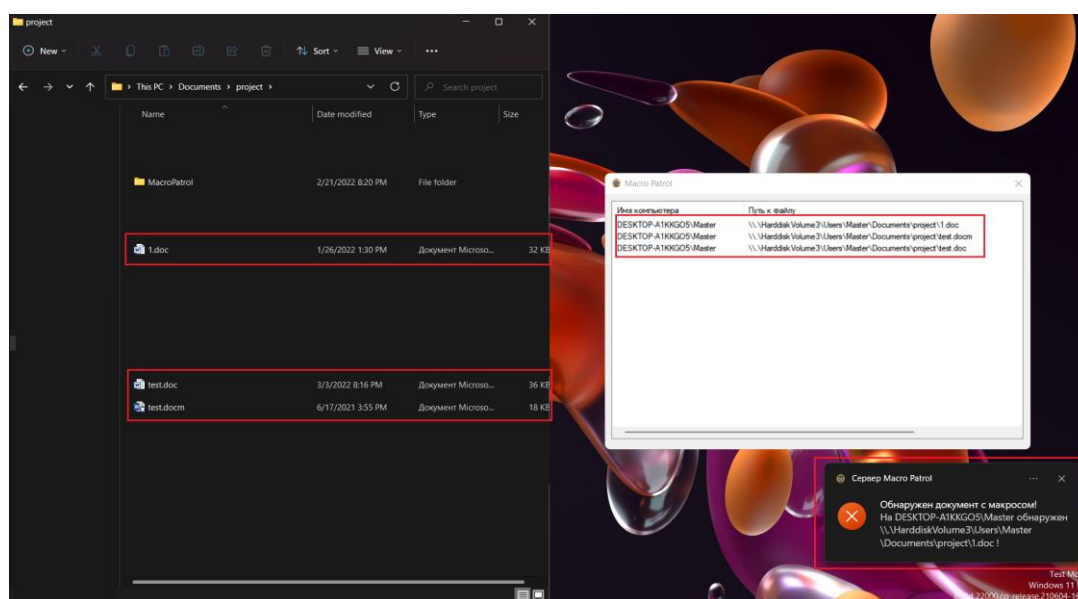 project
New
Sort
View
This PC > Documents > project >
Search project
Name Date modified Type Size
MacroPatrol 2/21/2022 8:20 PM File folder
1.doc 1/26/2022 1:30 PM Документ Microso... 32 KB
test.doc 3/3/2022 8:16 PM Документ Microso... 36 KB
test.docm 6/17/2021 3:55 PM Документ Microso... 18 KB
Macro Patrol
Имя компьютера Путь к файлу
DESKTOP-A1KKGO5\Master \\.\HarddiskVolume3\Users\Master\Documents\project\1.doc
DESKTOP-A1KKGO5\Master \\.\HarddiskVolume3\Users\Master\Documents\project\test.docm
DESKTOP-A1KKGO5\Master \\.\HarddiskVolume3\Users\Master\Documents\project\test.doc
Сервер Macro Patrol
Обнаружен документ с макросом!
На DESKTOP-A1KKGO5\Master обнаружен
\\.\HarddiskVolume3\Users\Master
\Documents\project\1.doc !
Test Mo
Windows 11
22000.co_release.210604-16